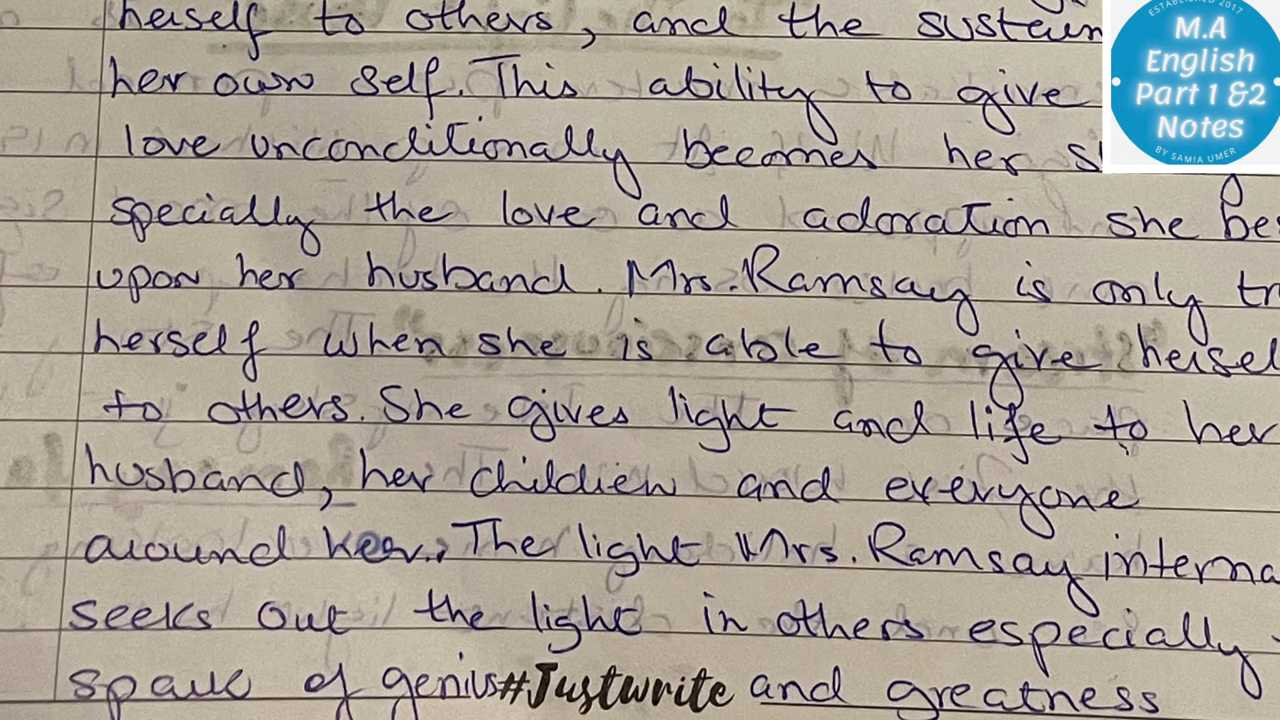 herself to others, and the sustain
her own self. This ability to give
love unconditionally becomes her s
specially the love and adoration she be
upon her husband. Mrs. Ramsay is only tr
herself when she is able to give hersel
to others. She gives light and life to her
husband, her children and everyone
around her., The light Mrs. Ramsay interna
seeks out the light in others especially
spark of genius #Justwrite and greatness
ESTABLISHED 2017
M.A
English
Part 1 &2
Notes
BY SAMIA UMER